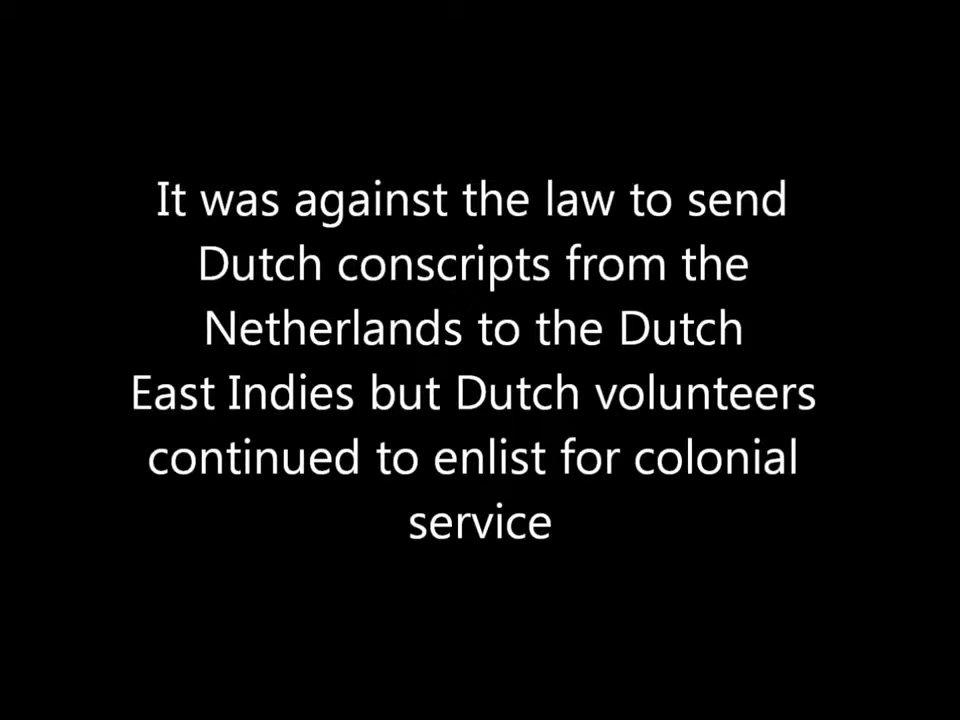 It was against the law to send
Dutch conscripts from the
Netherlands to the Dutch
East Indies but Dutch volunteers
continued to enlist for colonial
service